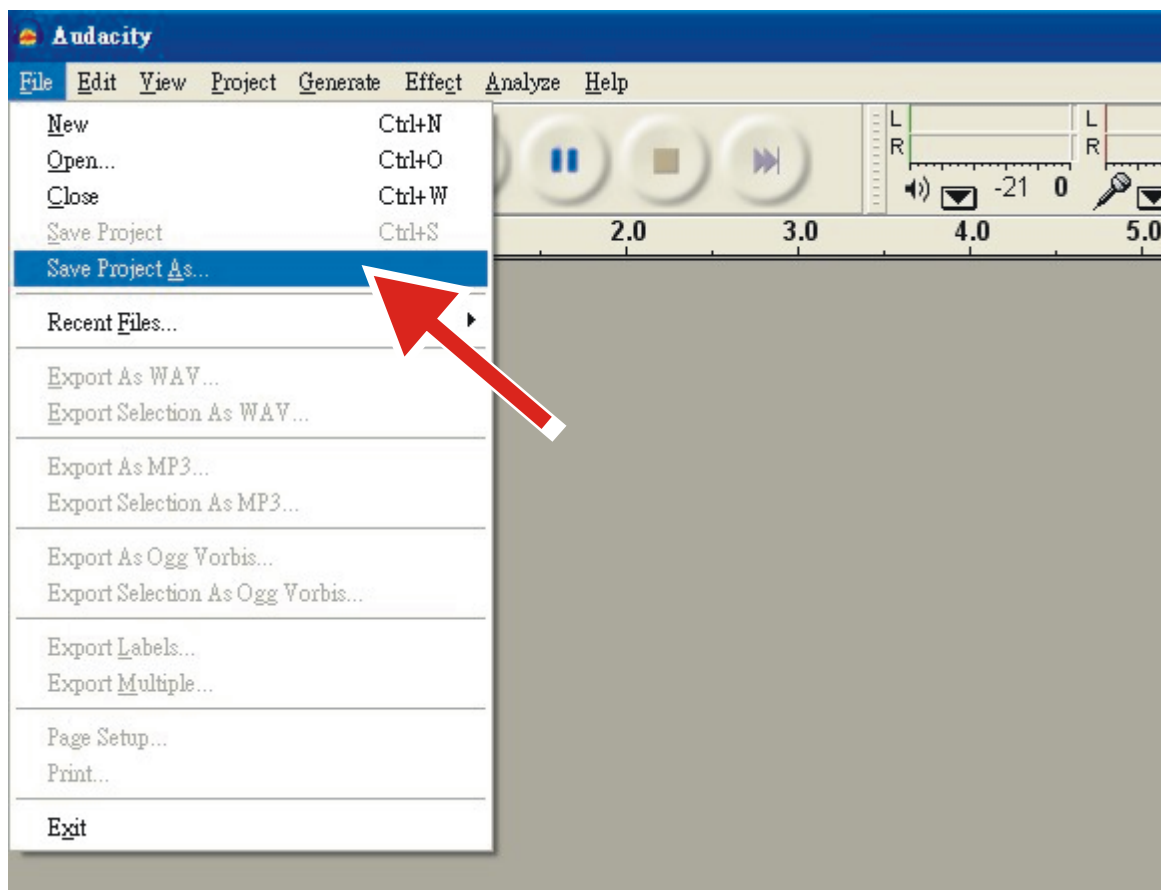 Audacity
File Edit View Project Generate Effect Analyze Help
New Ctrl+N
Open... Ctrl+O
Close Ctrl+W
Save Project Ctrl+S
Save Project As...
Recent Files...
Export As WAV...
Export Selection As WAV...
Export As MP3...
Export Selection As MP3...
Export As Ogg Vorbis...
Export Selection As Ogg Vorbis...
Export Labels...
Export Multiple...
Page Setup...
Print...
Exit
L L
R R
-21 0
2.0 3.0 4.0 5.0